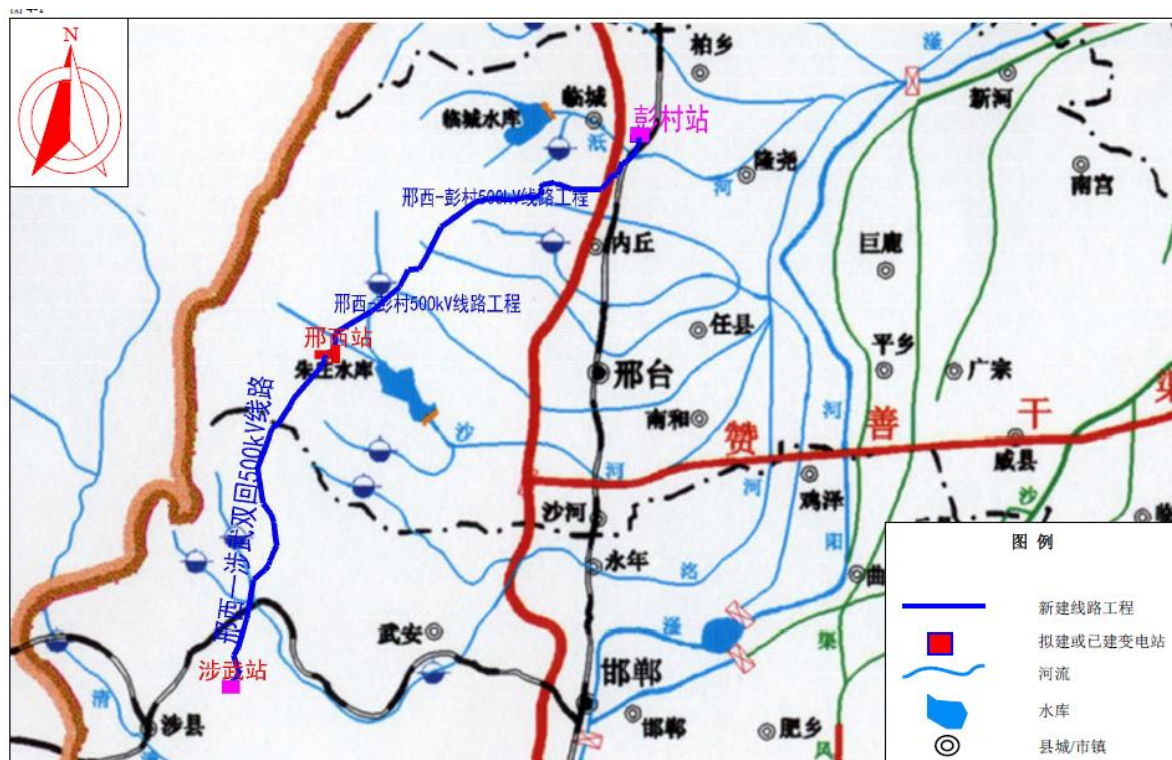 N
柏乡
滏
新河
临城
临城水库
彭村站
泜
河
隆尧
南宫
邢西-彭村500kV线路工程
内丘
巨鹿
邢西-彭村500kV线路工程
任县
邢西站
朱庄水库
平乡
广宗
邢台
南和
沙
河
河
河
赞
善
干
渠
威县
沙
邢西一涉武双回500kV线路
鸡泽
沙河
阳
永年
洺
曲
武安
滏
渠
邯郸
涉武站
清
涉县
邯郸
肥乡
风
图 例
新建线路工程
拟建或已建变电站
河流
水库
县城/市镇